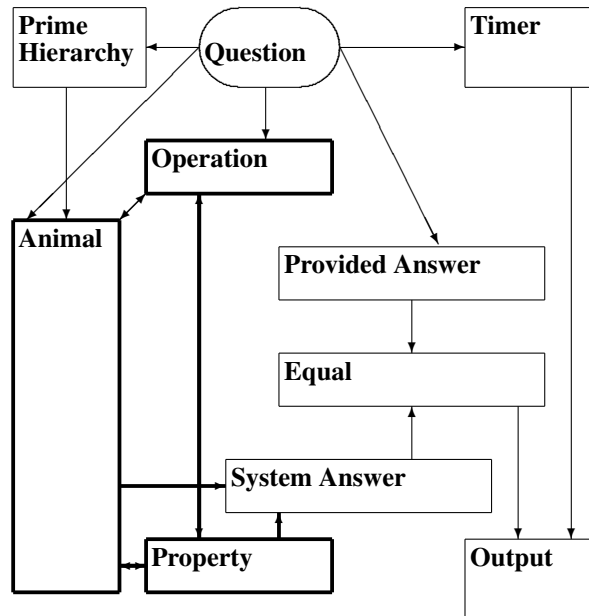 Prime
Hierarchy
Question
Timer
Operation
Animal
Provided Answer
Equal
System Answer
Property
Output